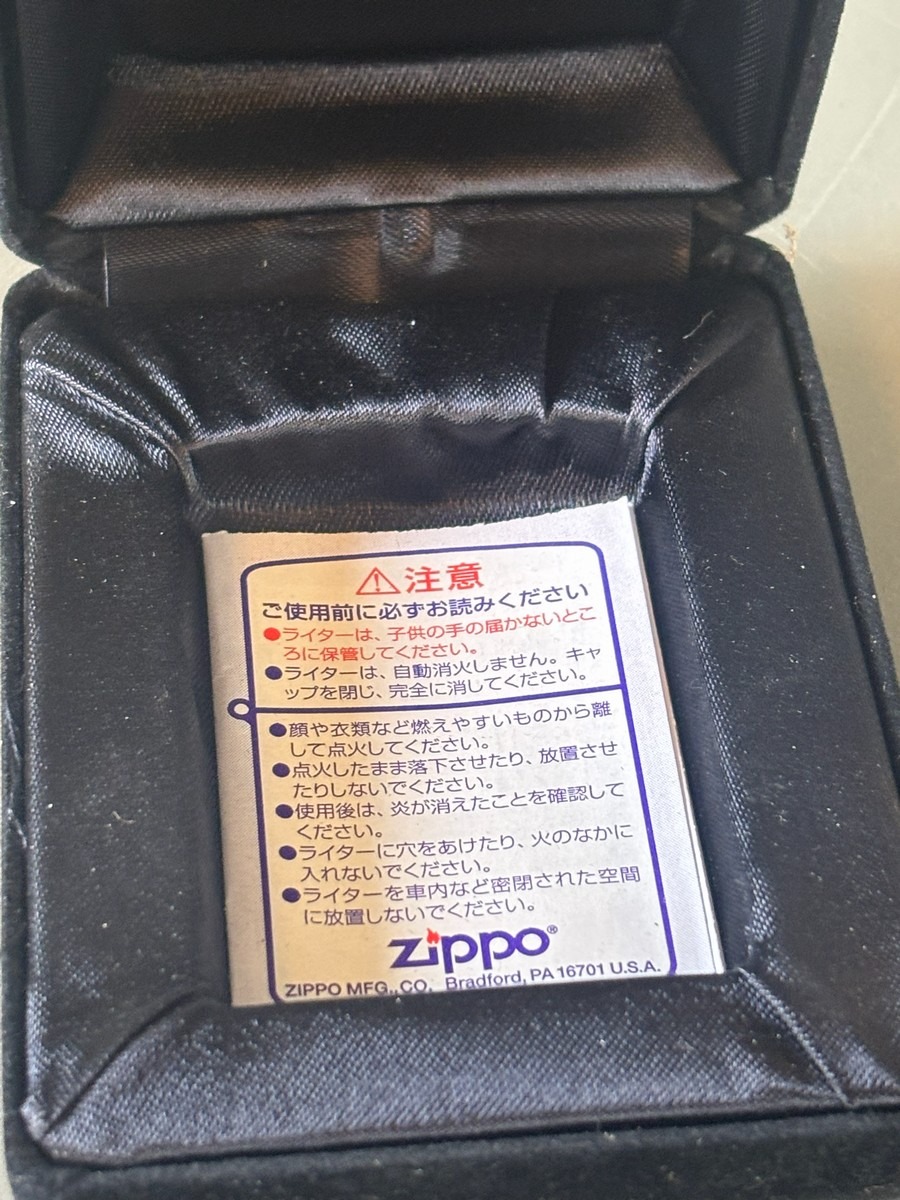 ⚠注意
ご使用前に必ずお読みください
●ライターは、子供の手の届かないとこ
ろに保管してください。
●ライターは、自動消火しません。キャ
ップを閉じ、完全に消してください。
●顔や衣類など燃えやすいものから離
して点火してください。
●点火したまま落下させたり、放置させ
たりしないでください。
●使用後は、炎が消えたことを確認して
ください。
●ライターに穴をあけたり、火のなかに
入れないでください。
●ライターを車内など密閉された空間
に放置しないでください。
zippo®
ZIPPO MFG., CO. Bradford, PA 16701 U.S.A.